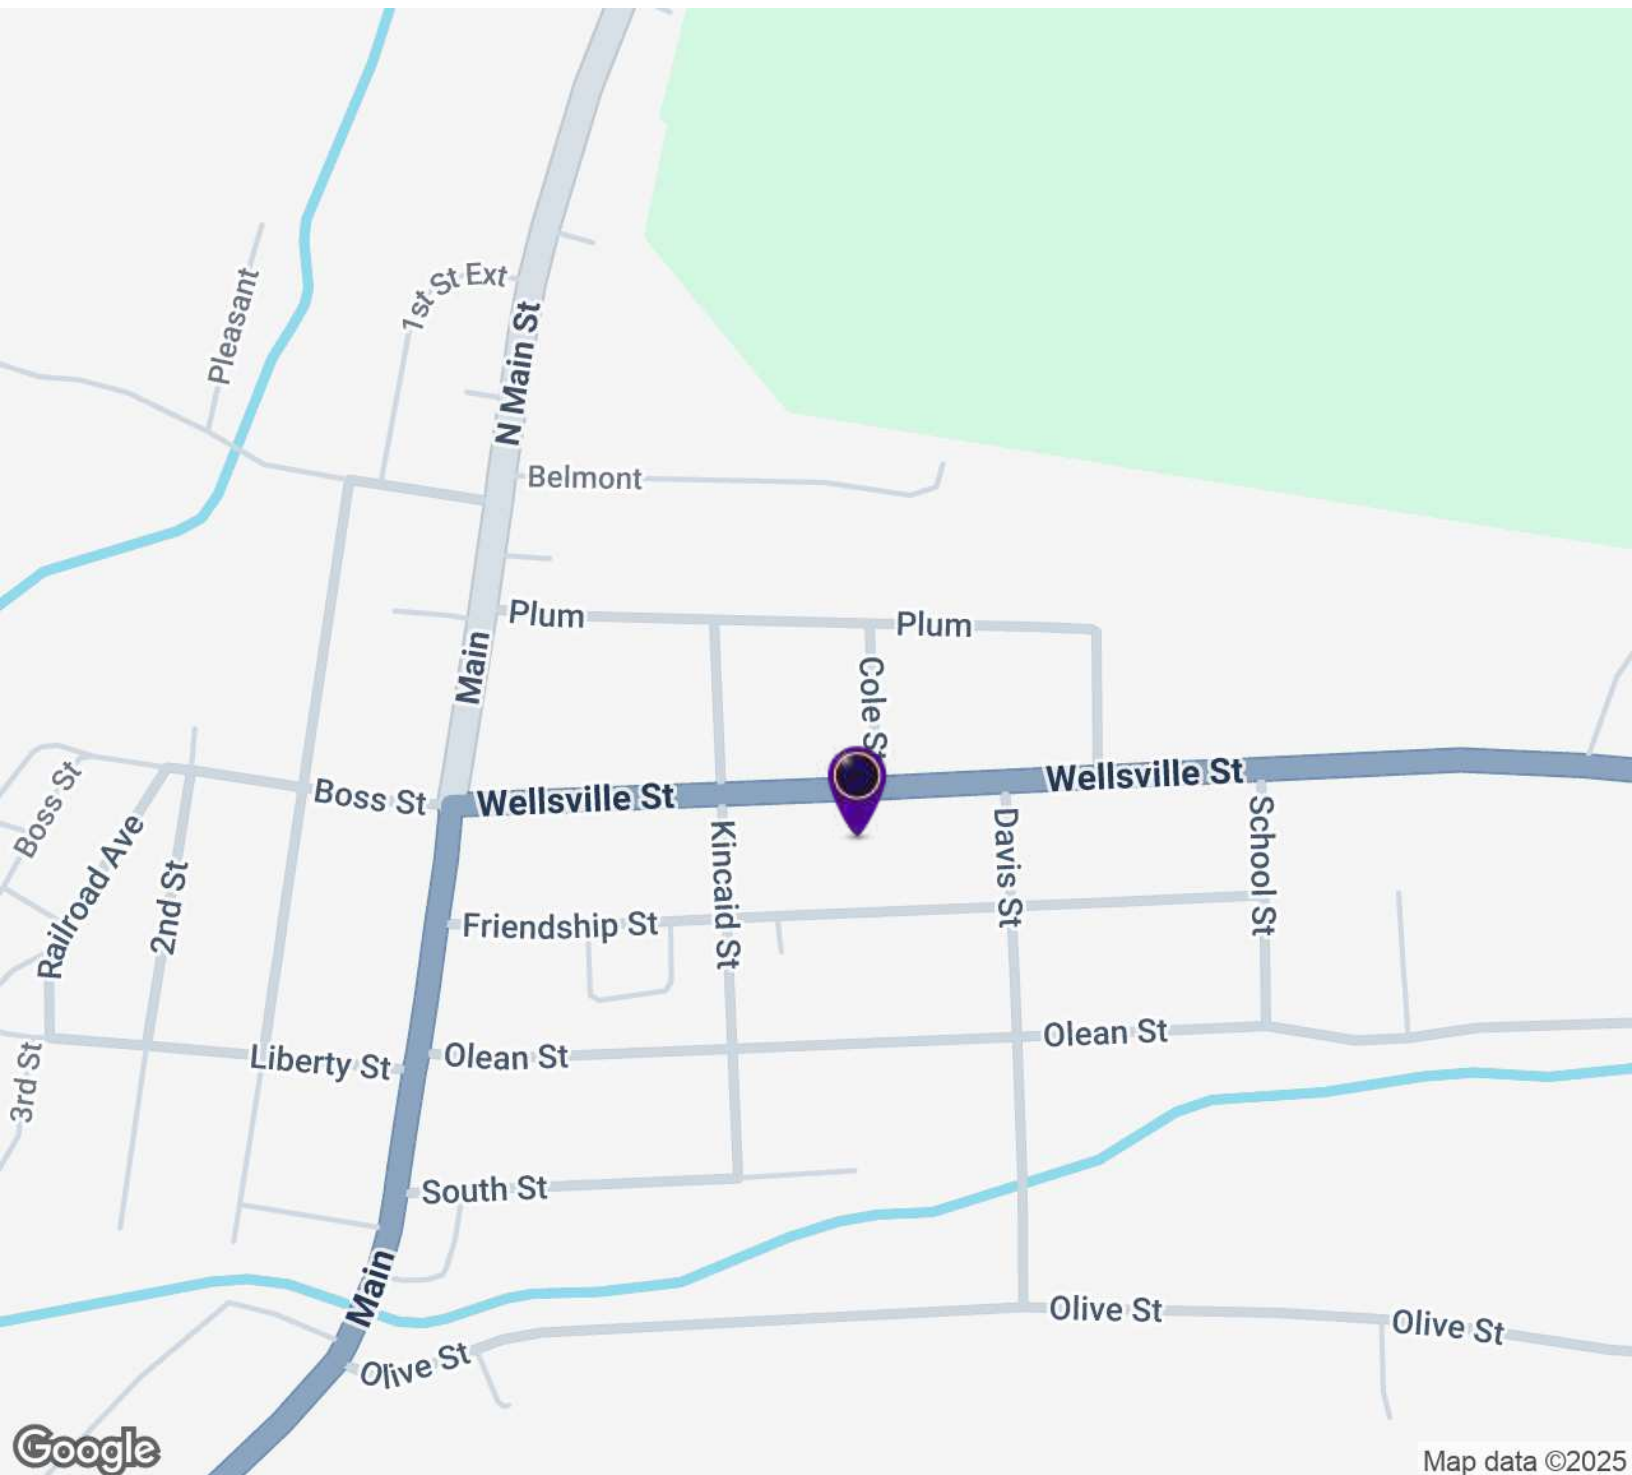 Pleasant
1st St Ext
N Main St
Belmont
Plum
Plum
Main
Cole St
Boss St
Boss St
Wellsville St
Wellsville St
Railroad Ave
2nd St
Kincaid St
Davis St
School St
Friendship St
3rd St
Liberty St
Olean St
Olean St
South St
Main
Olive St
Olive St
Olive St
Google
Map data ©2025